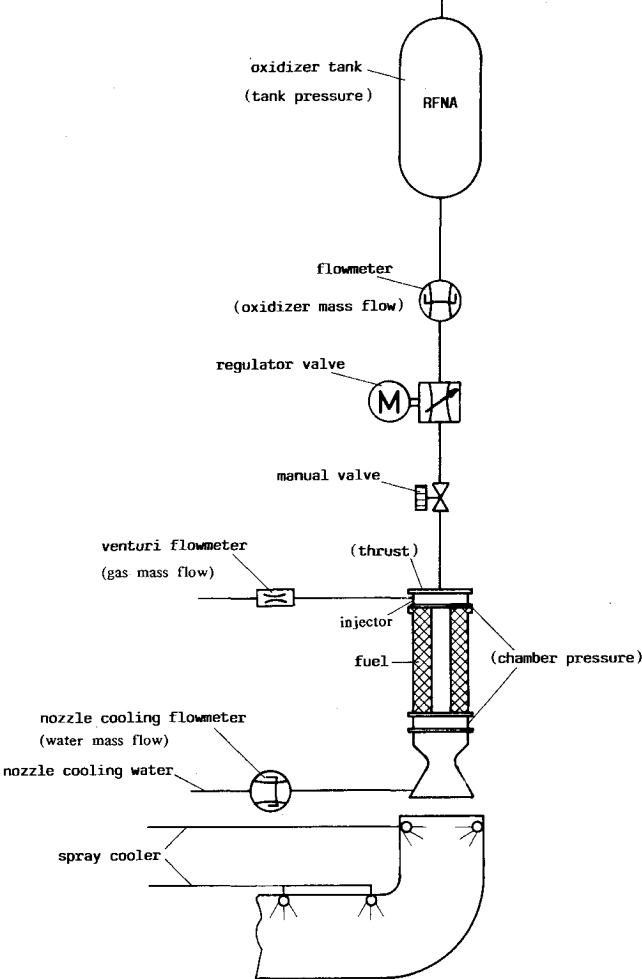 oxidizer tank
(tank pressure)
RFNA
flowmeter
(oxidizer mass flow)
regulator valve
M
manual valve
venturi flowmeter
(gas mass flow)
(thrust)
injector
fuel
(chamber pressure)
nozzle cooling flowmeter
(water mass flow)
nozzle cooling water
spray cooler